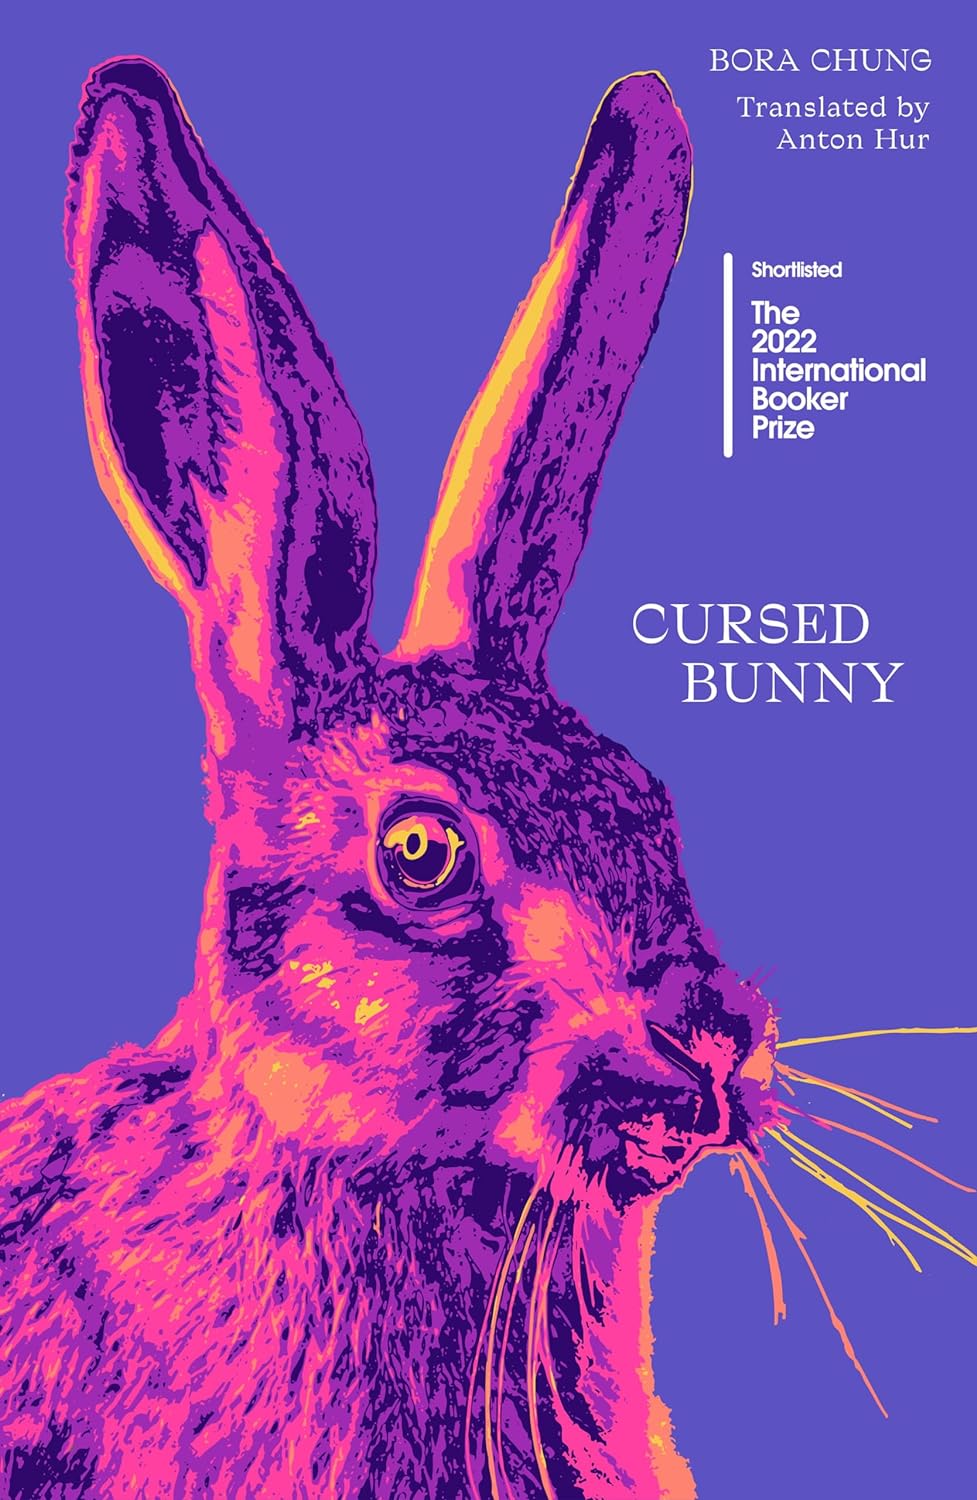 BORA CHUNG
Translated by
Anton Hur
Shortlisted
The
2022
International
Booker
Prize
CURSED
BUNNY